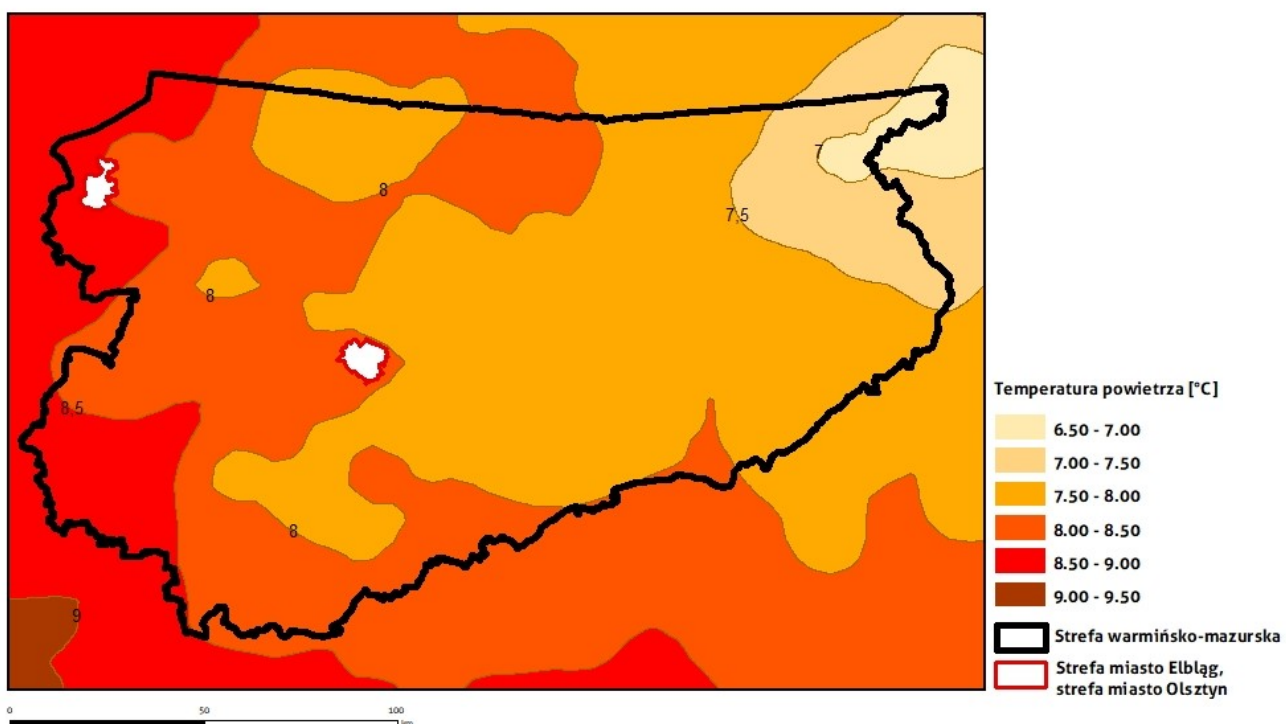 7
8
7,5
8
8,5
8
9
Temperatura powietrza [°C]
6.50 - 7.00
7.00 - 7.50
7.50 - 8.00
8.00 - 8.50
8.50 - 9.00
9.00 - 9.50
Strefa warmińsko-mazurska
Strefa miasto Elbląg,
strefa miasto Olsztyn
0 50 100
km